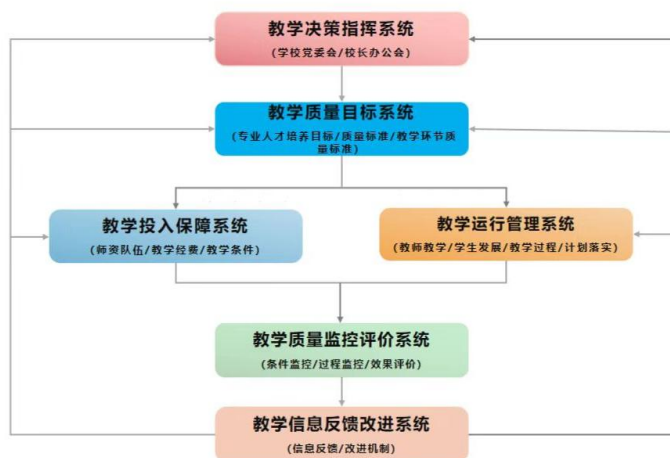 教学决策指挥系统
(学校党委会/校长办公会)
教学质量目标系统
(专业人才培养目标/质量标准/教学环节质
量标准)
教学投入保障系统
(师资队伍/教学经费/教学条件)
教学运行管理系统
(教师教学/学生发展/教学过程/计划落实)
教学质量监控评价系统
(条件监控/过程监控/效果评价)
教学信息反馈改进系统
(信息反馈/改进机制)